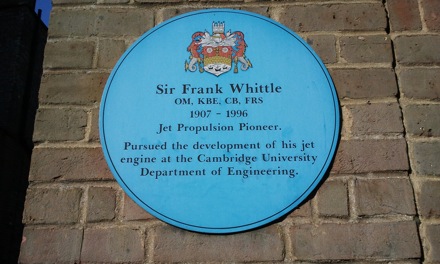 Sir Frank Whittle
OM, KBE, CB, FRS
1907 - 1996
Jet Propulsion Pioneer.
Pursued the development of his jet
engine at the Cambridge University
Department of Engineering.